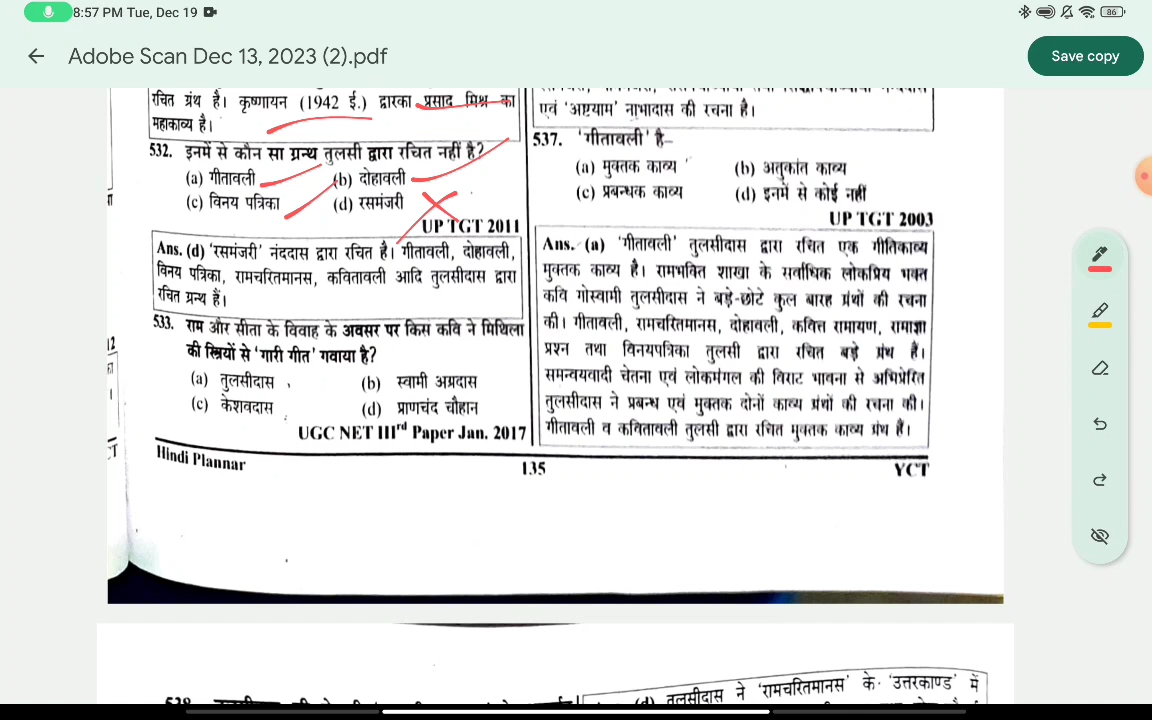 8:57 PM Tue, Dec 19
86
Adobe Scan Dec 13, 2023 (2).pdf
Save copy
रचित ग्रंथ है। कृष्णायन (1942 ई.) द्वारका प्रसाद मिश्र का
महाकाव्य है।
532. इनमें से कौन सा ग्रन्थ तुलसी द्वारा रचित नहीं है?
(a) गीतावली (b) दोहावली
(c) विनय पत्रिका (d) रसमंजरी
UP TGT 2011
Ans. (d) 'रसमंजरी' नंददास द्वारा रचित है। गीतावली, दोहावली,
विनय पत्रिका, रामचरितमानस, कवितावली आदि तुलसीदास द्वारा
रचित ग्रन्थ हैं।
533. राम और सीता के विवाह के अवसर पर किस कवि ने मिथिला
की स्त्रियों से 'गारी गीत' गवाया है?
(a) तुलसीदास (b) स्वामी अग्रदास
(c) केशवदास (d) प्राणचंद चौहान
UGC NET IIIrd Paper Jan. 2017
एवं 'अष्टयाम' नाभादास की रचना है।
537. 'गीतावली' है–
(a) मुक्तक काव्य (b) अतुकांत काव्य
(c) प्रबन्धक काव्य (d) इनमें से कोई नहीं
UP TGT 2003
Ans. (a) 'गीतावली' तुलसीदास द्वारा रचित एक गीतिकाव्य
मुक्तक काव्य है। रामभक्ति शाखा के सर्वाधिक लोकप्रिय भक्त
कवि गोस्वामी तुलसीदास ने बड़े-छोटे कुल बारह ग्रंथों की रचना
की। गीतावली, रामचरितमानस, दोहावली, कवित्त रामायण, रामाज्ञा
प्रश्न तथा विनयपत्रिका तुलसी द्वारा रचित बड़े ग्रंथ हैं।
समन्वयवादी चेतना एवं लोकमंगल की विराट भावना से अभिप्रेरित
तुलसीदास ने प्रबन्ध एवं मुक्तक दोनों काव्य ग्रंथों की रचना की।
गीतावली व कवितावली तुलसी द्वारा रचित मुक्तक काव्य ग्रंथ हैं।
Hindi Plannar 135 YCT
(d) तुलसीदास ने 'रामचरितमानस' के 'उत्तरकाण्ड' में